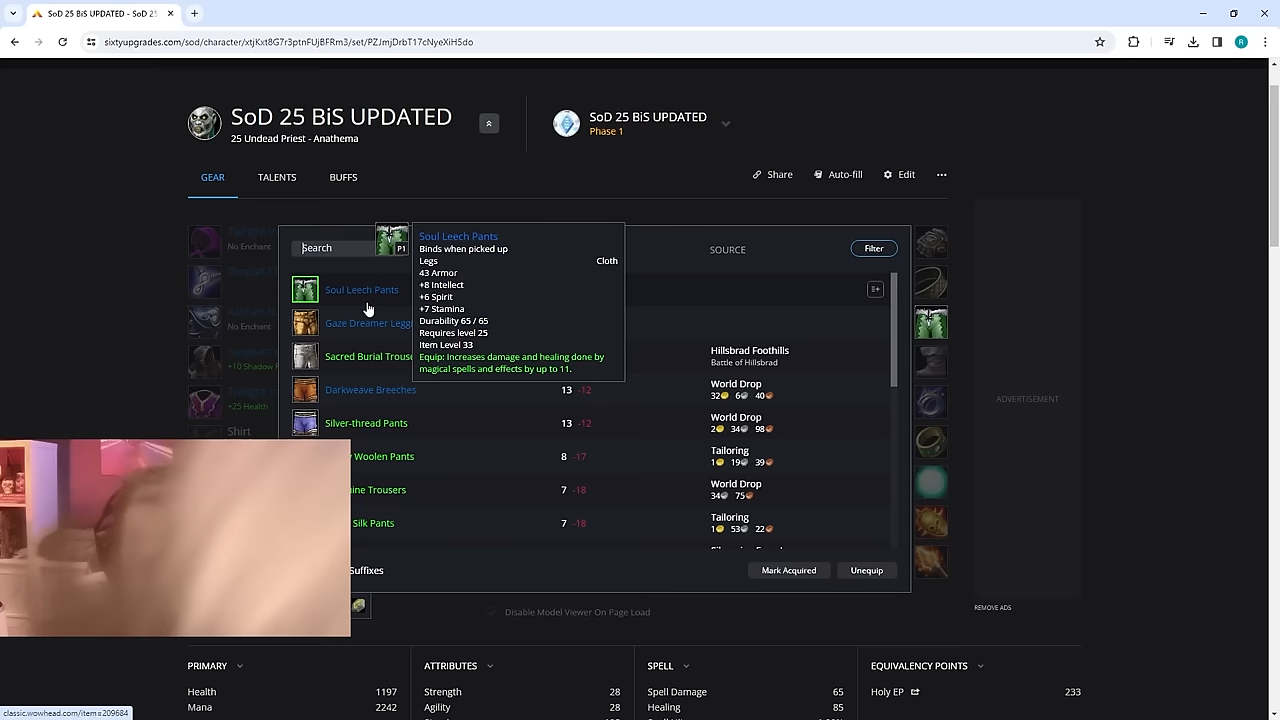 SoD 25 BiS UPDATED - SoD 25
sixtyupgrades.com/sod/character/xtjKxt8G7r3ptnFUjBFRm3/set/PZJmjDrbT17cNyeXiH5do
R
SoD 25 BiS UPDATED
25 Undead Priest - Anathema
SoD 25 BiS UPDATED
Phase 1
GEAR
TALENTS
BUFFS
Share
Auto-fill
Edit
No Enchant
No Enchant
+10 Shadow
+25 Health
Shirt
Search
P1
SOURCE
Filter
Soul Leech Pants
Binds when picked up
Legs Cloth
43 Armor
+8 Intellect
+6 Spirit
+7 Stamina
Durability 65 / 65
Requires level 25
Item Level 33
Equip: Increases damage and healing done by
magical spells and effects by up to 11.
Soul Leech Pants
Gaze Dreamer Legg
Sacred Burial Trouse
Hillsbrad Foothills
Battle of Hillsbrad
Darkweave Breeches 13 -12 World Drop
32 6 40
Silver-thread Pants 13 -12 World Drop
2 34 98
Woolen Pants 8 -17 Tailoring
1 19 39
Trousers 7 -18 World Drop
34 75
Silk Pants 7 -18 Tailoring
1 53 22
Suffixes
Mark Acquired
Unequip
Disable Model Viewer On Page Load
ADVERTISEMENT
REMOVE ADS
PRIMARY
Health 1197
Mana 2242
ATTRIBUTES
Strength 28
Agility 28
SPELL
Spell Damage 65
Healing 85
EQUIVALENCY POINTS
Holy EP 233
classic.wowhead.com/item=209684